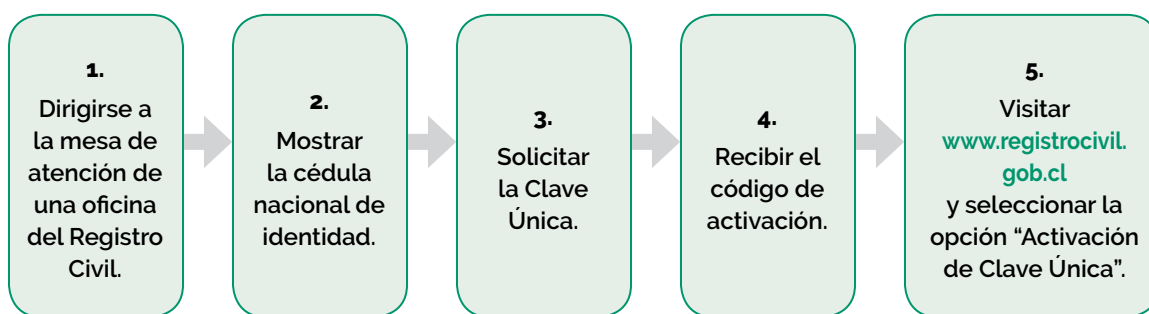 1.
Dirigirse a
la mesa de
atención de
una oficina
del Registro
Civil.
2.
Mostrar
la cédula
nacional de
identidad.
3.
Solicitar
la Clave
Única.
4.
Recibir el
código de
activación.
5.
Visitar
www.registrocivil.
gob.cl
y seleccionar la
opción “Activación
de Clave Única”.